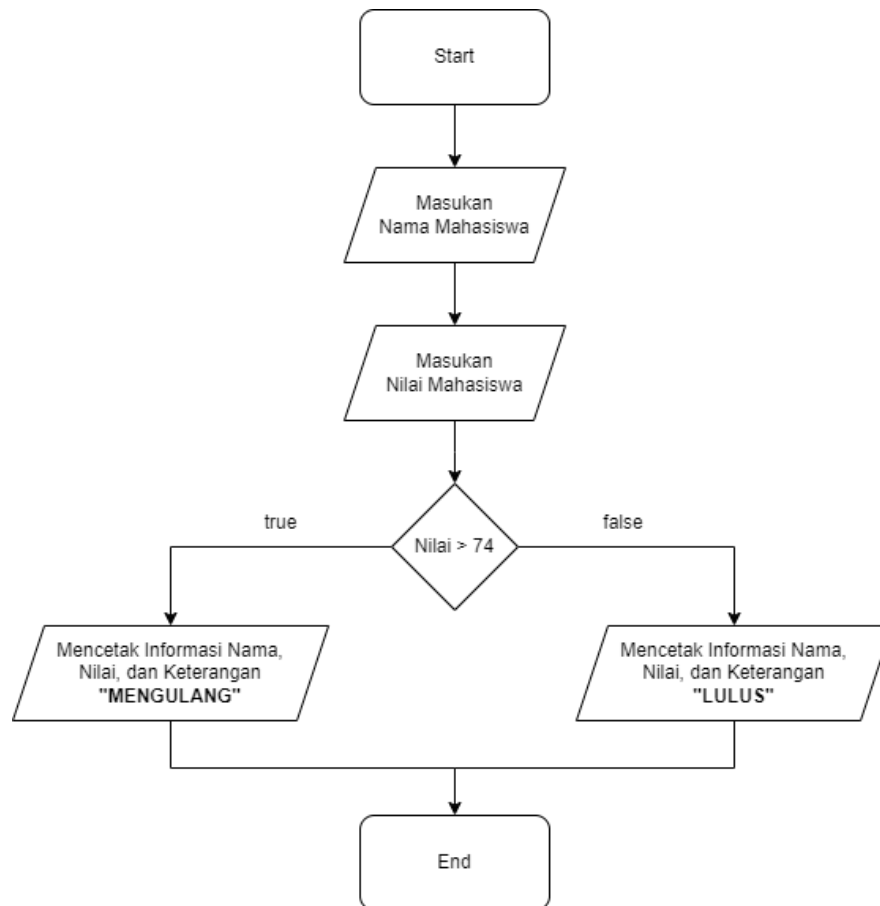 Start
Masukan
Nama Mahasiswa
Masukan
Nilai Mahasiswa
true
Nilai > 74
false
Mencetak Informasi Nama,
Nilai, dan Keterangan
"MENGULANG"
Mencetak Informasi Nama,
Nilai, dan Keterangan
"LULUS"
End